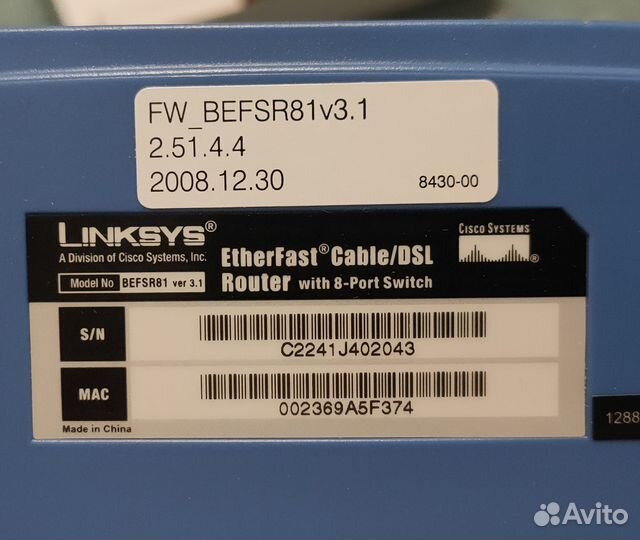 FW_BEFSR81v3.1
2.51.4.4
2008.12.30 8430-00
LINKSYS®
A Division of Cisco Systems, Inc.
Model No BEFSR81 ver 3.1
EtherFast® Cable/DSL
Router with 8-Port Switch
CISCO SYSTEMS
®
S/N
C2241J402043
MAC
002369A5F374
Made in China
1288
Avito